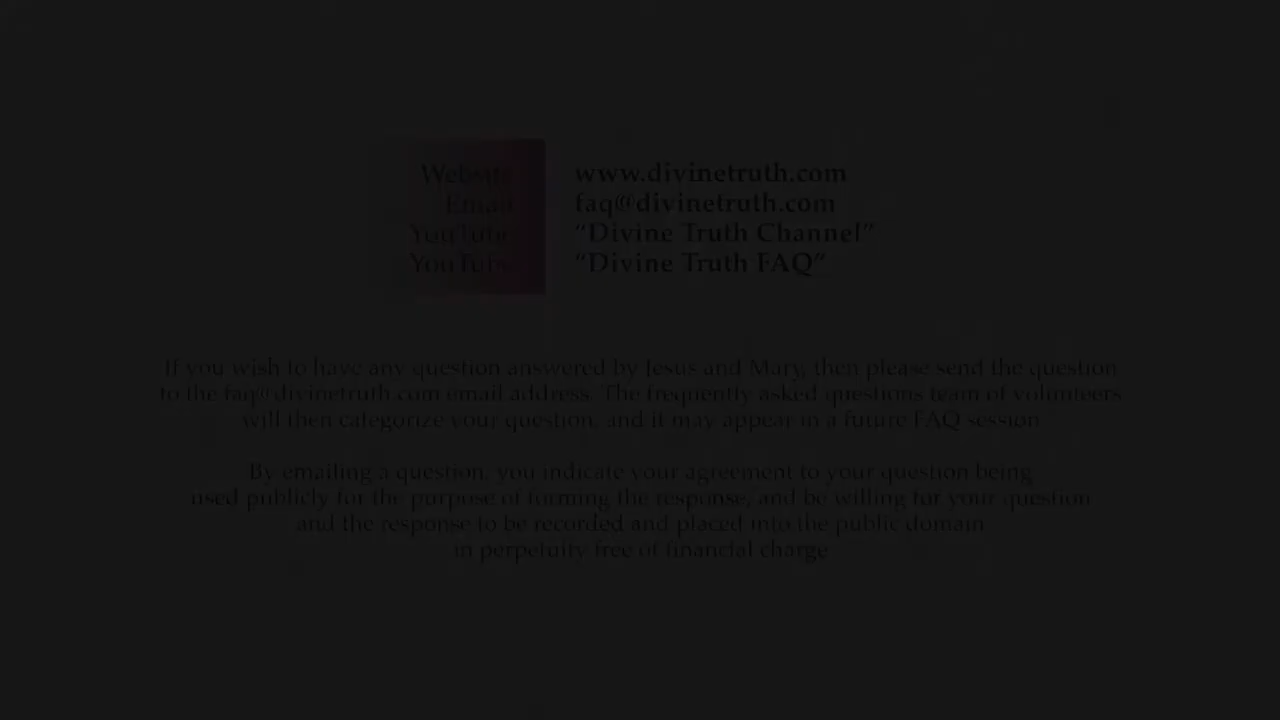 Website www.divinetruth.com
Email faq@divinetruth.com
YouTube “Divine Truth Channel”
YouTube “Divine Truth FAQ”
If you wish to have any question answered by Jesus and Mary, then please send the question
to the faq@divinetruth.com email address. The frequently asked questions team of volunteers
will then categorize your question, and it may appear in a future FAQ session
By emailing a question, you indicate your agreement to your question being
used publicly for the purpose of forming the response, and be willing for your question
and the response to be recorded and placed into the public domain
in perpetuity free of financial charge